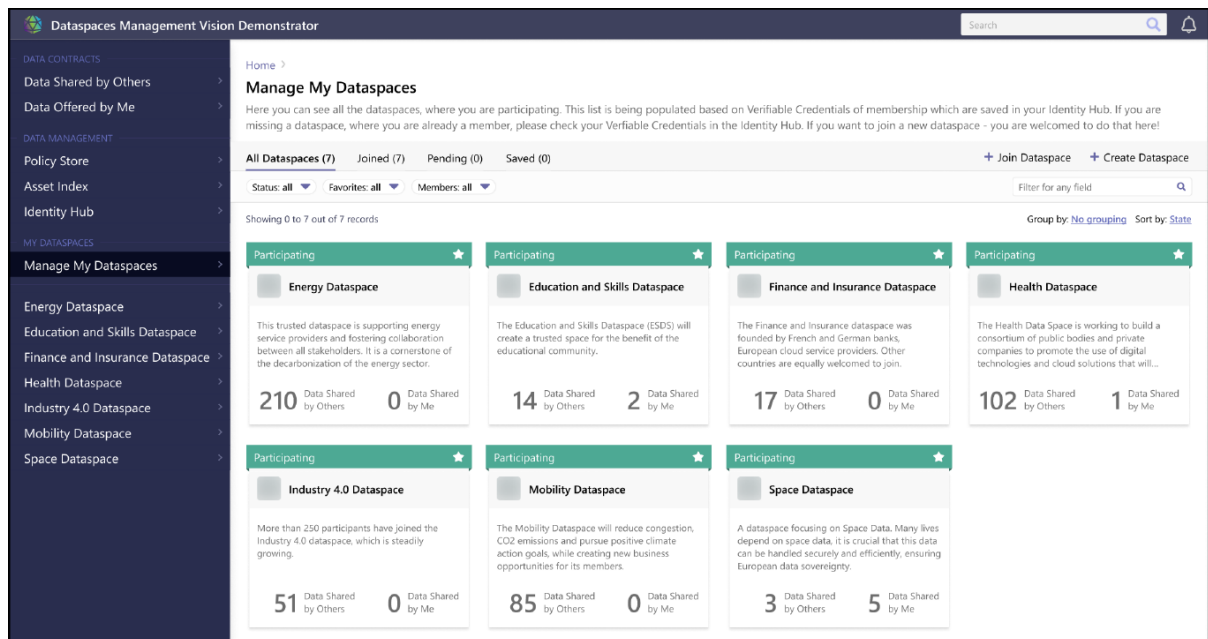 Dataspaces Management Vision Demonstrator
Search
DATA CONTRACTS
Data Shared by Others
Data Offered by Me
DATA MANAGEMENT
Policy Store
Asset Index
Identity Hub
MY DATASPACES
Manage My Dataspaces
Energy Dataspace
Education and Skills Dataspace
Finance and Insurance Dataspace
Health Dataspace
Industry 4.0 Dataspace
Mobility Dataspace
Space Dataspace
Home
Manage My Dataspaces
Here you can see all the dataspaces, where you are participating. This list is being populated based on Verifiable Credentials of membership which are saved in your Identity Hub. If you are
missing a dataspace, where you are already a member, please check your Verfiable Credentials in the Identity Hub. If you want to join a new dataspace - you are welcomed to do that here!
All Dataspaces (7) Joined (7) Pending (0) Saved (0) + Join Dataspace + Create Dataspace
Status: all Favorites: all Members: all Filter for any field
Showing 0 to 7 out of 7 records Group by: No grouping Sort by: State
Participating
Energy Dataspace
This trusted dataspace is supporting energy
service providers and fostering collaboration
between all stakeholders. It is a cornerstone of
the decarbonization of the energy sector.
210 Data Shared by Others 0 Data Shared by Me
Participating
Education and Skills Dataspace
The Education and Skills Dataspace (ESDS) will
create a trusted space for the benefit of the
educational community.
14 Data Shared by Others 2 Data Shared by Me
Participating
Finance and Insurance Dataspace
The Finance and Insurance dataspace was
founded by French and German banks,
European cloud service providers. Other
countries are equally welcomed to join.
17 Data Shared by Others 0 Data Shared by Me
Participating
Health Dataspace
The Health Data Space is working to build a
consortium of public bodies and private
companies to promote the use of digital
technologies and cloud solutions that will...
102 Data Shared by Others 1 Data Shared by Me
Participating
Industry 4.0 Dataspace
More than 250 participants have joined the
Industry 4.0 dataspace, which is steadily
growing.
51 Data Shared by Others 0 Data Shared by Me
Participating
Mobility Dataspace
The Mobility Dataspace will reduce congestion,
CO2 emissions and pursue positive climate
action goals, while creating new business
opportunities for its members.
85 Data Shared by Others 0 Data Shared by Me
Participating
Space Dataspace
A dataspace focusing on Space Data. Many lives
depend on space data, it is crucial that this data
can be handled securely and efficiently, ensuring
European data sovereignty.
3 Data Shared by Others 5 Data Shared by Me